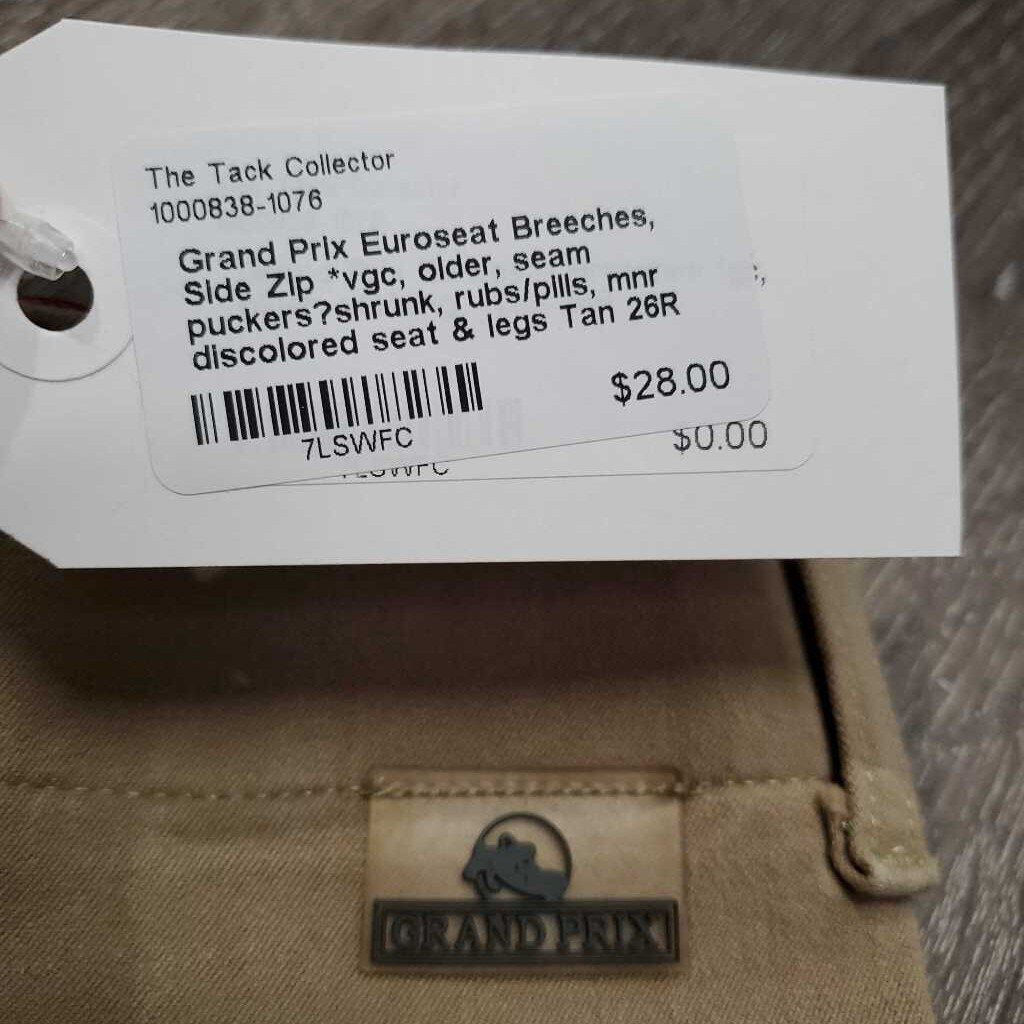 The Tack Collector
1000838-1076
Grand Prix Euroseat Breeches,
Side Zip *vgc, older, seam
puckers?shrunk, rubs/pills, mnr
discolored seat & legs Tan 26R
$28.00
7LSWFC
$0.00
GRAND PRIX